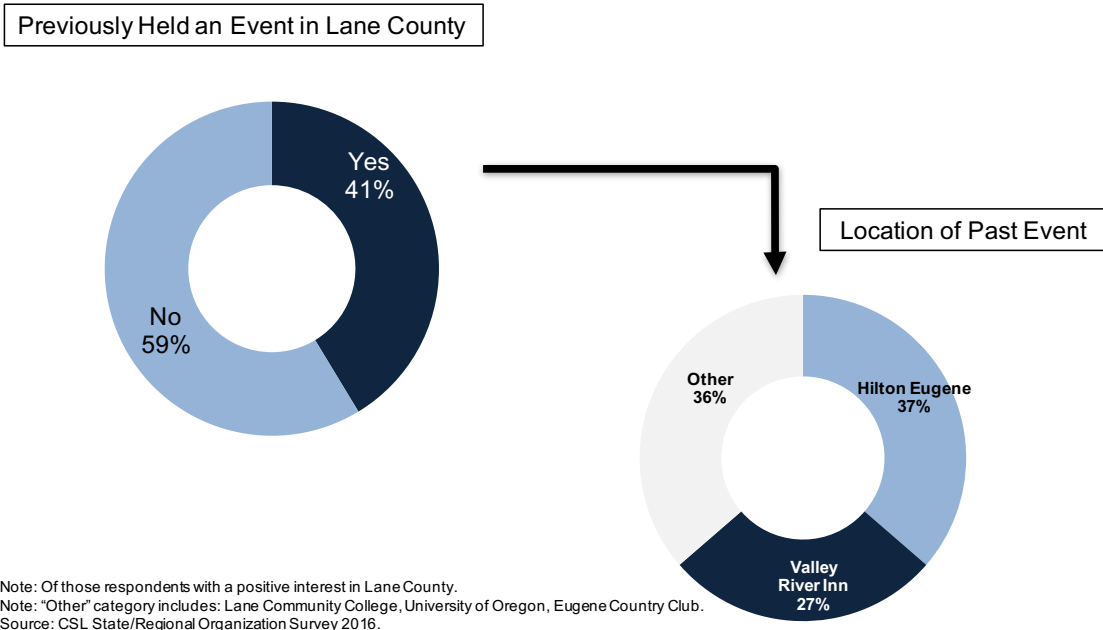 Previously Held an Event in Lane County
Yes
41%
No
59%
Location of Past Event
Other
36%
Hilton Eugene
37%
Valley
River Inn
27%
Note: Of those respondents with a positive interest in Lane County.
Note: “Other” category includes: Lane Community College, University of Oregon, Eugene Country Club.
Source: CSL State/Regional Organization Survey 2016.